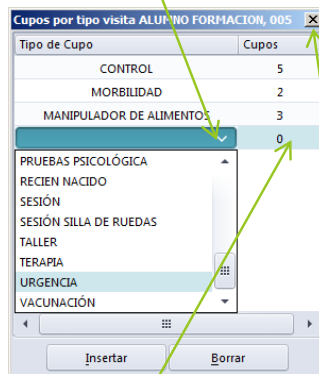 Cupos por tipo visita ALUMNO FORMACION, 005
Tipo de Cupo Cupos
CONTROL 5
MORBILIDAD 2
MANIPULADOR DE ALIMENTOS 3
0
PRUEBAS PSICOLÓGICA
RECIEN NACIDO
SESIÓN
SESIÓN SILLA DE RUEDAS
TALLER
TERAPIA
URGENCIA
VACUNACIÓN
Insertar Borrar